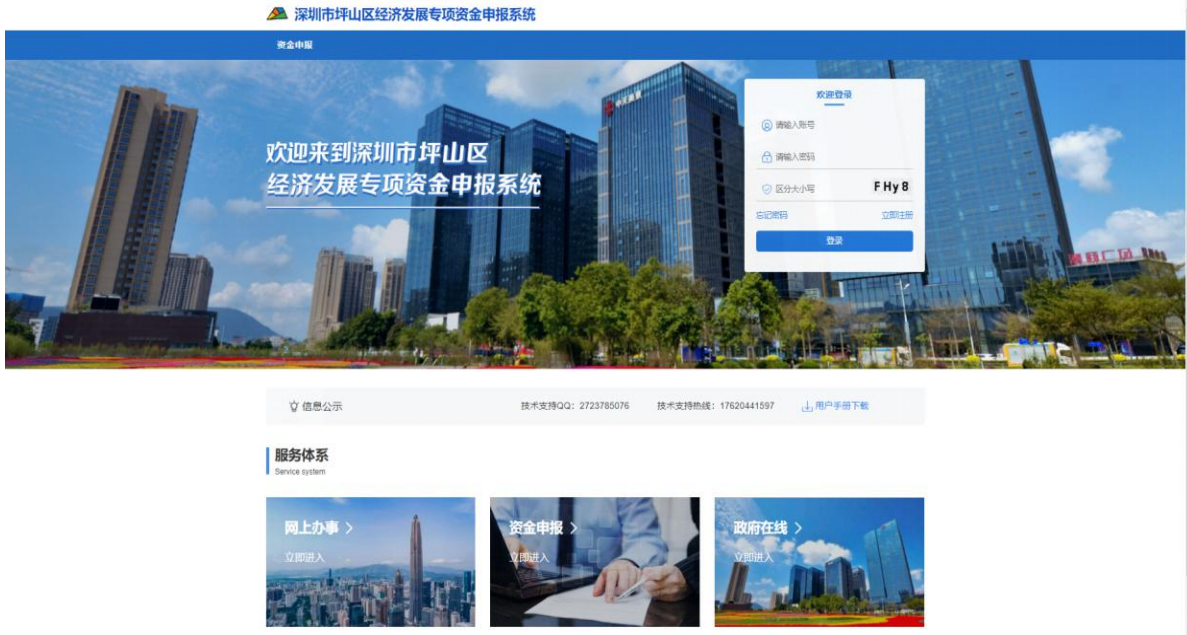 深圳市坪山区经济发展专项资金申报系统
资金申报
欢迎来到深圳市坪山区
经济发展专项资金申报系统
欢迎登录
请输入账号
请输入密码
区分大小写
FHy8
忘记密码
立即注册
登录
信息公示
技术支持QQ：2723785076
技术支持热线：17620441597
用户手册下载
服务体系
Service system
网上办事 >
立即进入
资金申报 >
立即进入
政府在线 >
立即进入